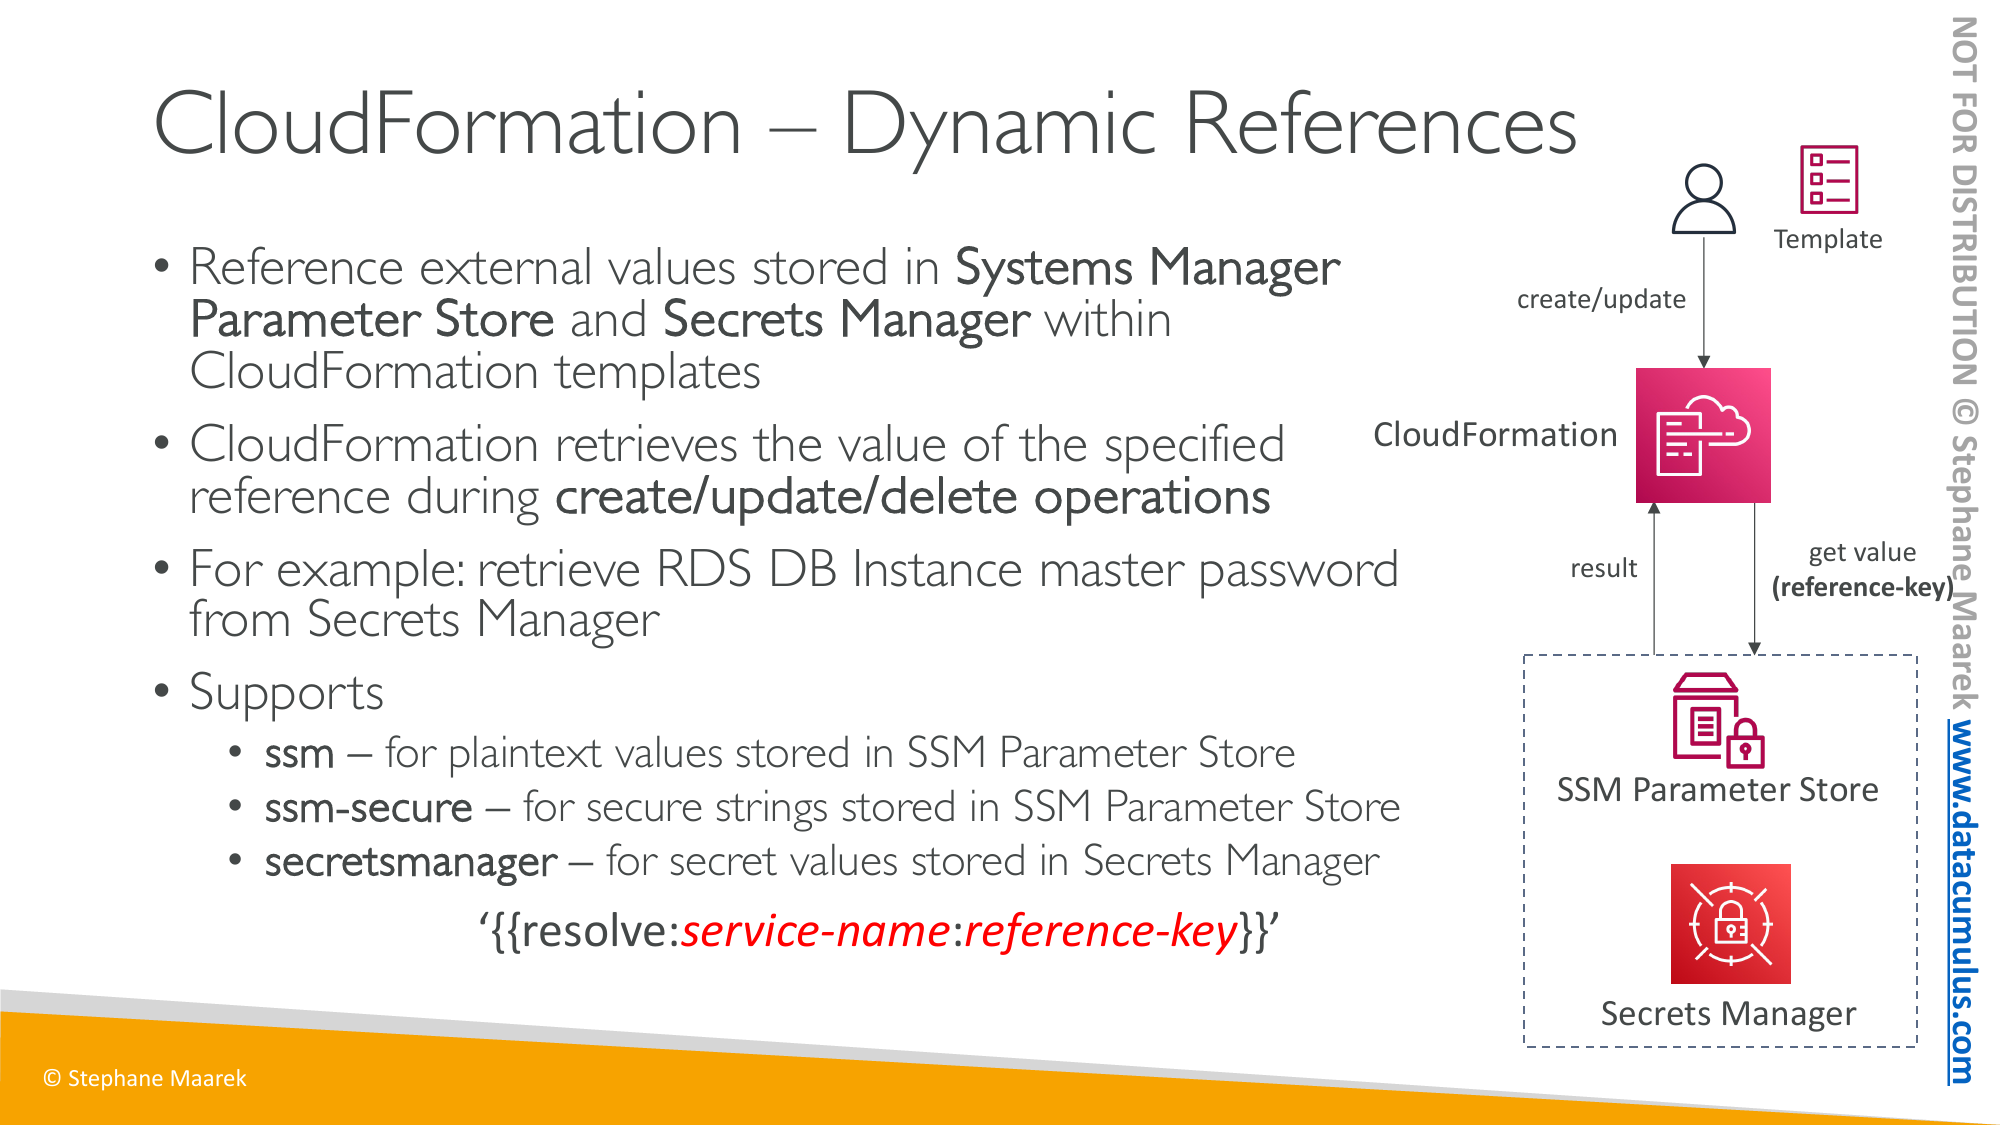 CloudFormation – Dynamic References
• Reference external values stored in Systems Manager
Parameter Store and Secrets Manager within
CloudFormation templates
• CloudFormation retrieves the value of the specified
reference during create/update/delete operations
• For example: retrieve RDS DB Instance master password
from Secrets Manager
• Supports
• ssm – for plaintext values stored in SSM Parameter Store
• ssm-secure – for secure strings stored in SSM Parameter Store
• secretsmanager – for secret values stored in Secrets Manager
‘{{resolve:service-name:reference-key}}’
Template
create/update
CloudFormation
result
get value
(reference-key)
SSM Parameter Store
Secrets Manager
© Stephane Maarek
NOT FOR DISTRIBUTION © Stephane Maarek www.datacumulus.com